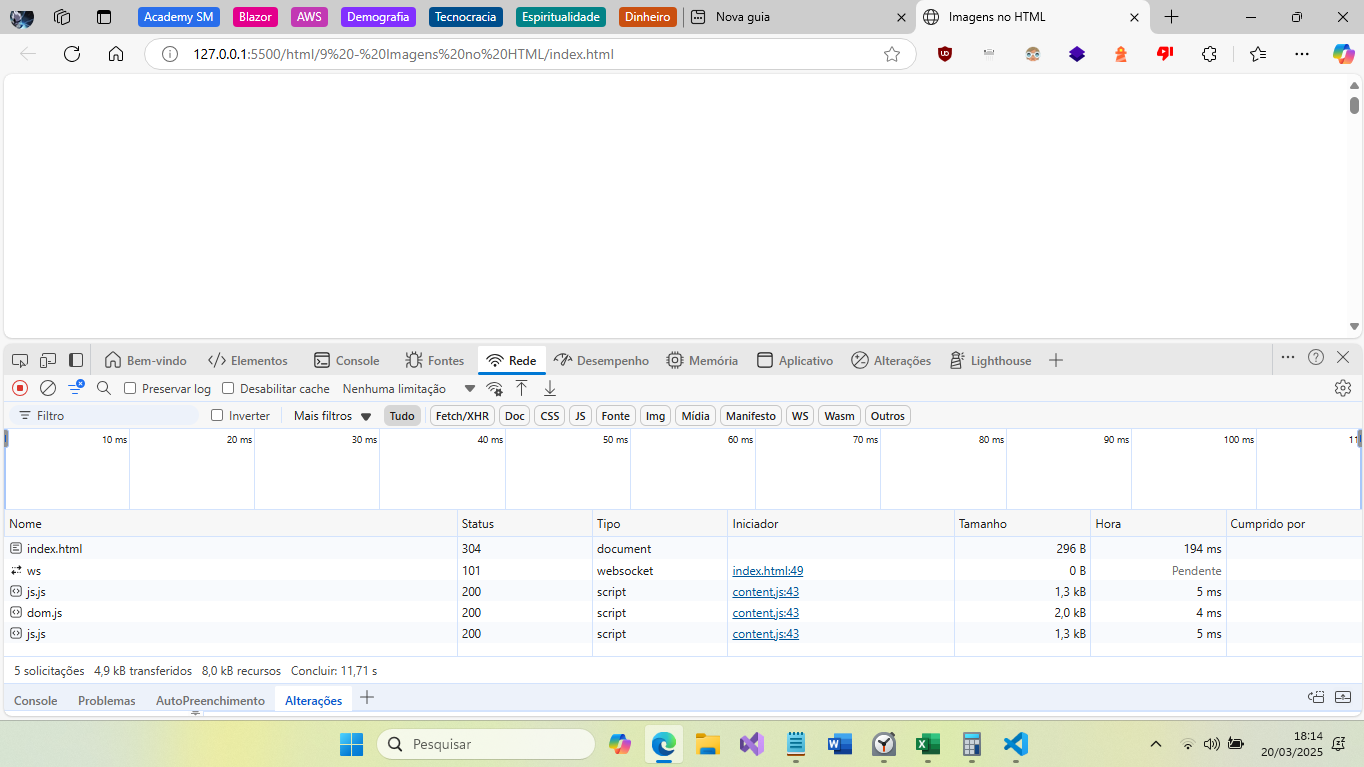 Academy SM Blazor AWS Demografia Tecnocracia Espiritualidade Dinheiro Nova guia Imagens no HTML
127.0.0.1:5500/html/9%20-%20Imagens%20no%20HTML/index.html
Bem-vindo Elementos Console Fontes Rede Desempenho Memória Aplicativo Alterações Lighthouse
Preservar log Desabilitar cache Nenhuma limitação
Filtro Inverter Mais filtros Tudo Fetch/XHR Doc CSS JS Fonte Img Mídia Manifesto WS Wasm Outros
10 ms 20 ms 30 ms 40 ms 50 ms 60 ms 70 ms 80 ms 90 ms 100 ms
Nome Status Tipo Iniciador Tamanho Hora Cumprido por
index.html 304 document 296 B 194 ms
ws 101 websocket index.html:49 0 B Pendente
js.js 200 script content.js:43 1,3 kB 5 ms
dom.js 200 script content.js:43 2,0 kB 4 ms
js.js 200 script content.js:43 1,3 kB 5 ms
5 solicitações 4,9 kB transferidos 8,0 kB recursos Concluir: 11,71 s
Console Problemas AutoPreenchimento Alterações
Pesquisar
18:14
20/03/2025